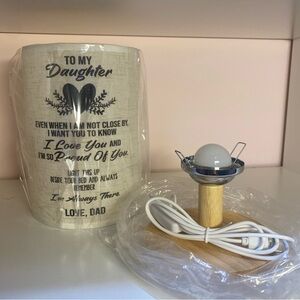 TO MY
Daughter
EVEN WHEN I AM NOT CLOSE BY,
I WANT YOU TO KNOW
I Love You AND
I'M SO Proud Of You.
LIGHT THIS UP
BESIDE YOUR BED AND ALWAYS
REMEMBER
I'm Always There.
LOVE, DAD